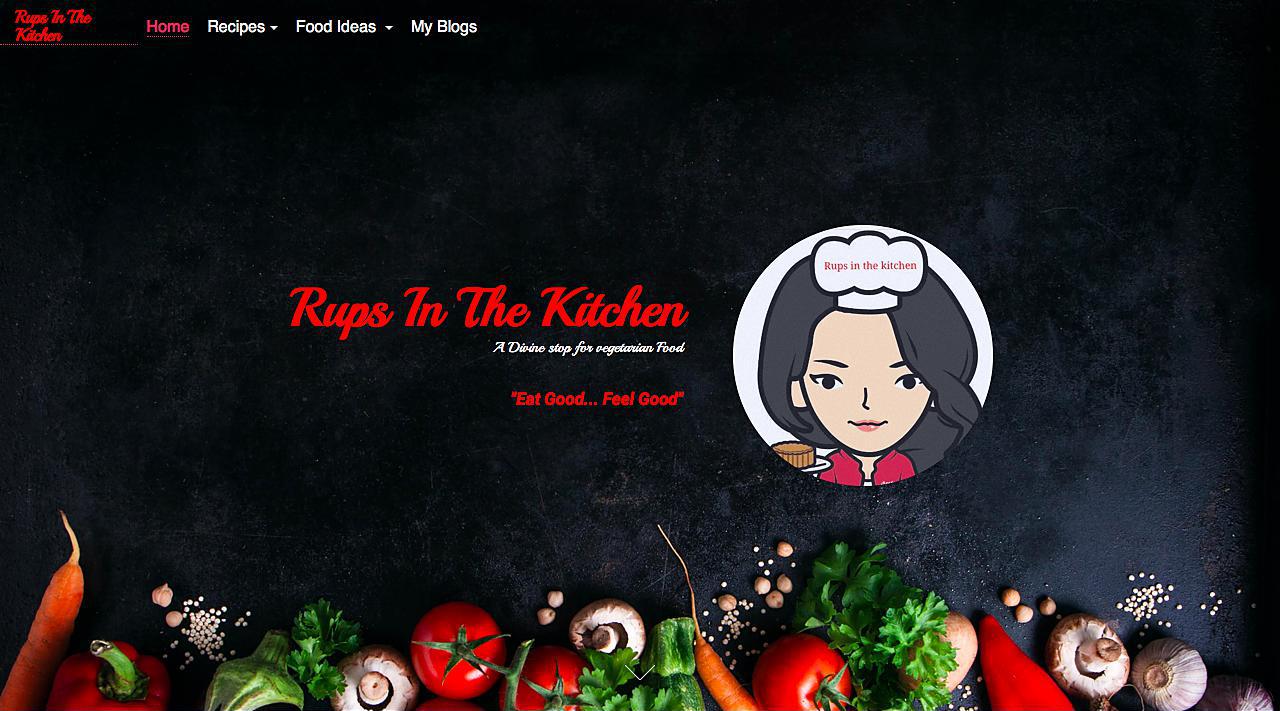 Rups In The
Kitchen
Home Recipes Food Ideas My Blogs
Rups in the kitchen
Rups In The Kitchen
A Divine stop for vegetarian Food
"Eat Good... Feel Good"